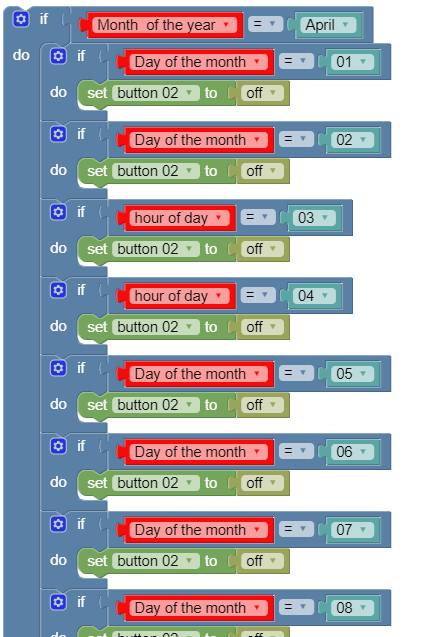 if Month of the year = April
do if Day of the month = 01
do set button 02 to off
if Day of the month = 02
do set button 02 to off
if hour of day = 03
do set button 02 to off
if hour of day = 04
do set button 02 to off
if Day of the month = 05
do set button 02 to off
if Day of the month = 06
do set button 02 to off
if Day of the month = 07
do set button 02 to off
if Day of the month = 08
do set button 02 to off